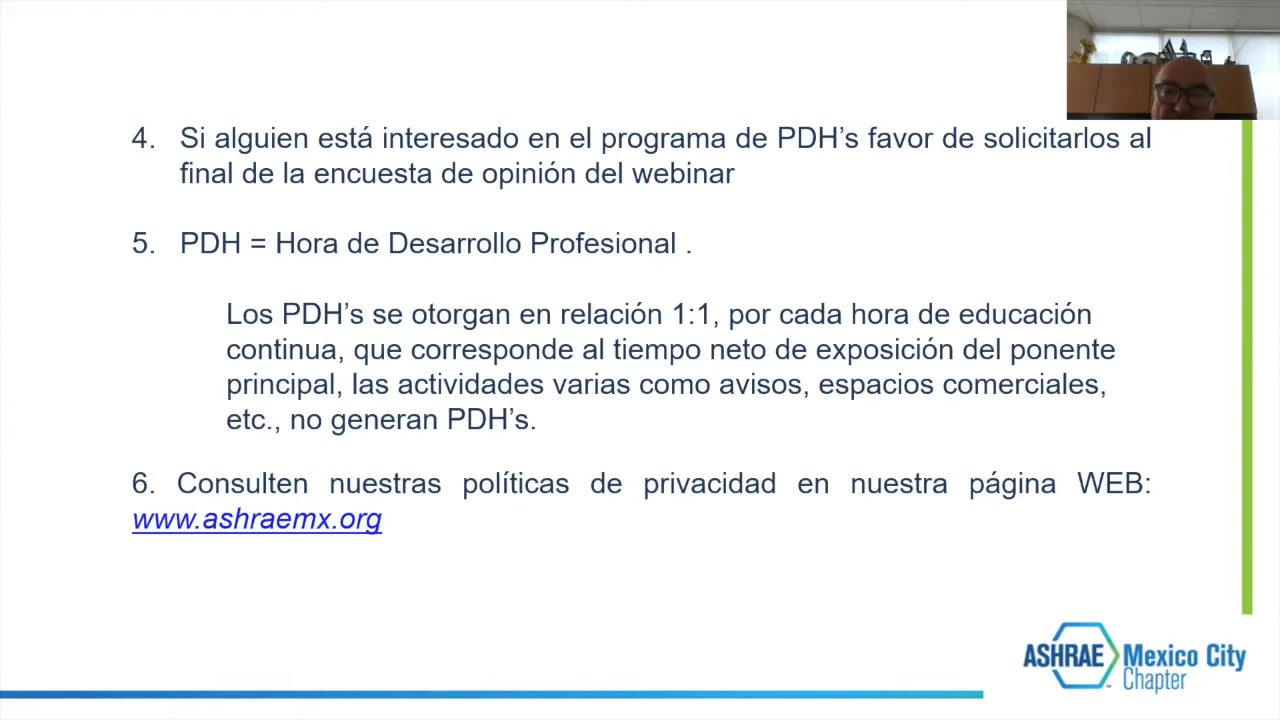 4. Si alguien está interesado en el programa de PDH’s favor de solicitarlos al
final de la encuesta de opinión del webinar
5. PDH = Hora de Desarrollo Profesional .
Los PDH’s se otorgan en relación 1:1, por cada hora de educación
continua, que corresponde al tiempo neto de exposición del ponente
principal, las actividades varias como avisos, espacios comerciales,
etc., no generan PDH’s.
6. Consulten nuestras políticas de privacidad en nuestra página WEB:
www.ashraemx.org
ASHRAE Mexico City
Chapter